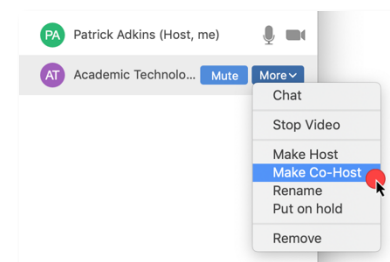 PA Patrick Adkins (Host, me)
AT Academic Technolo... Mute More
Chat
Stop Video
Make Host
Make Co-Host
Rename
Put on hold
Remove